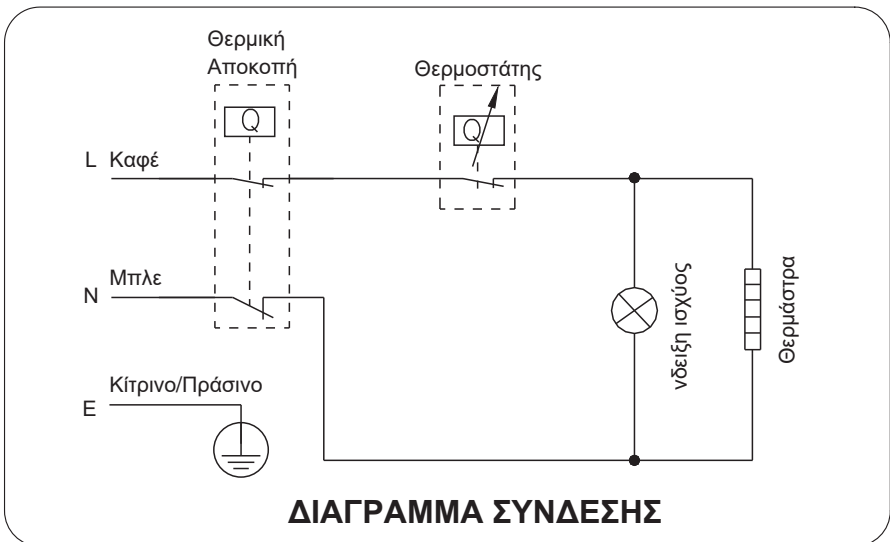 Θερμική
Αποκοπή
Θερμοστάτης
Q
Q
L Καφέ
N Μπλε
E Κίτρινο/Πράσινο
νδειξη ισχύος
Θερμάστρα
ΔΙΑΓΡΑΜΜΑ ΣΥΝΔΕΣΗΣ